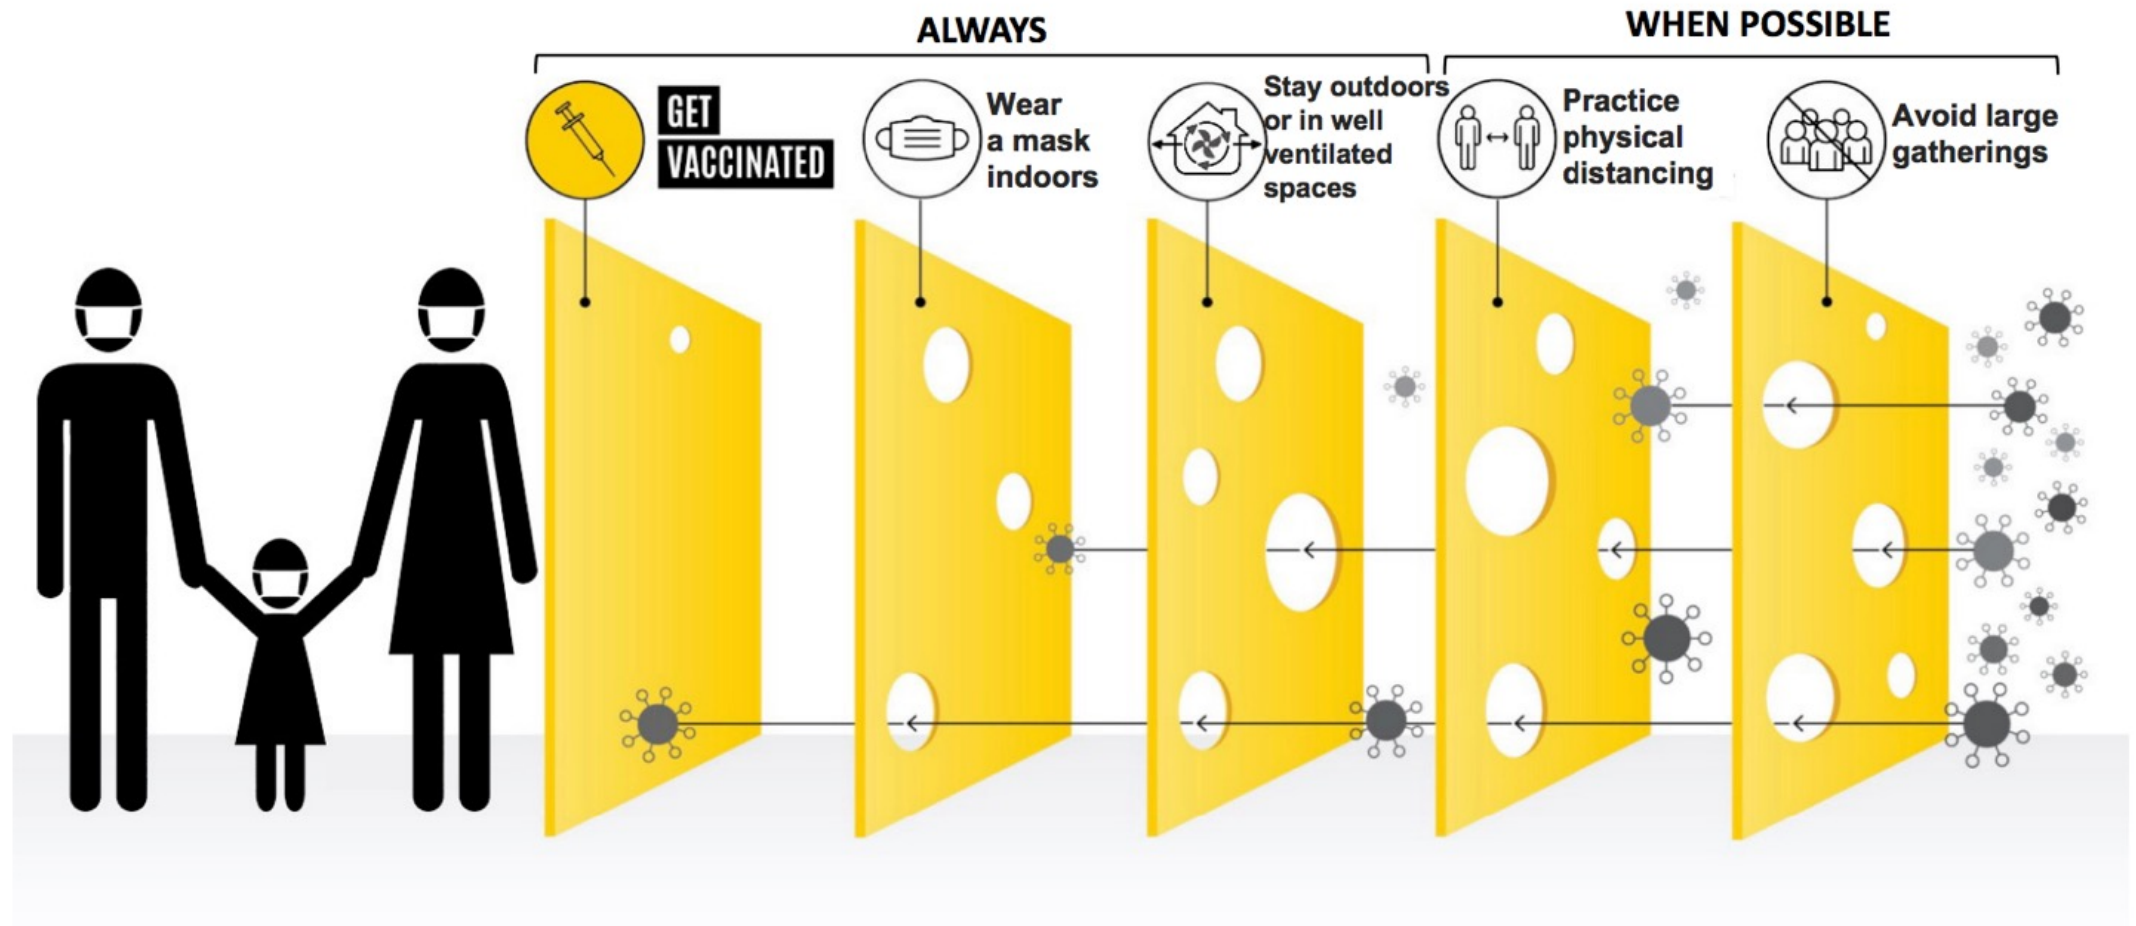 ALWAYS
WHEN POSSIBLE
GET
VACCINATED
Wear
a mask
indoors
Stay outdoors
or in well
ventilated
spaces
Practice
physical
distancing
Avoid large
gatherings